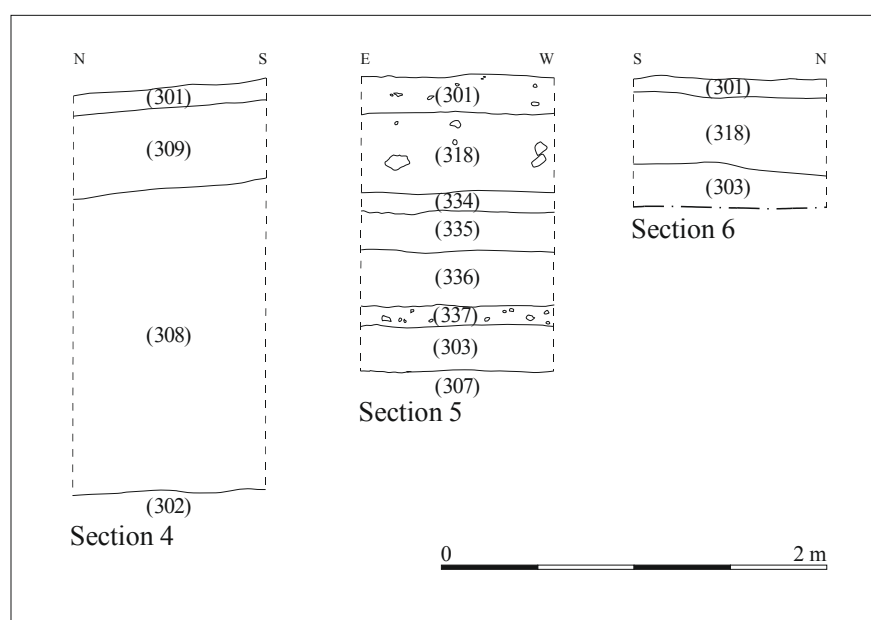 N S
(301)
(309)
(308)
(302)
Section 4
E W
(301)
(318)
(334)
(335)
(336)
(337)
(303)
(307)
Section 5
S N
(301)
(318)
(303)
Section 6
0 2 m